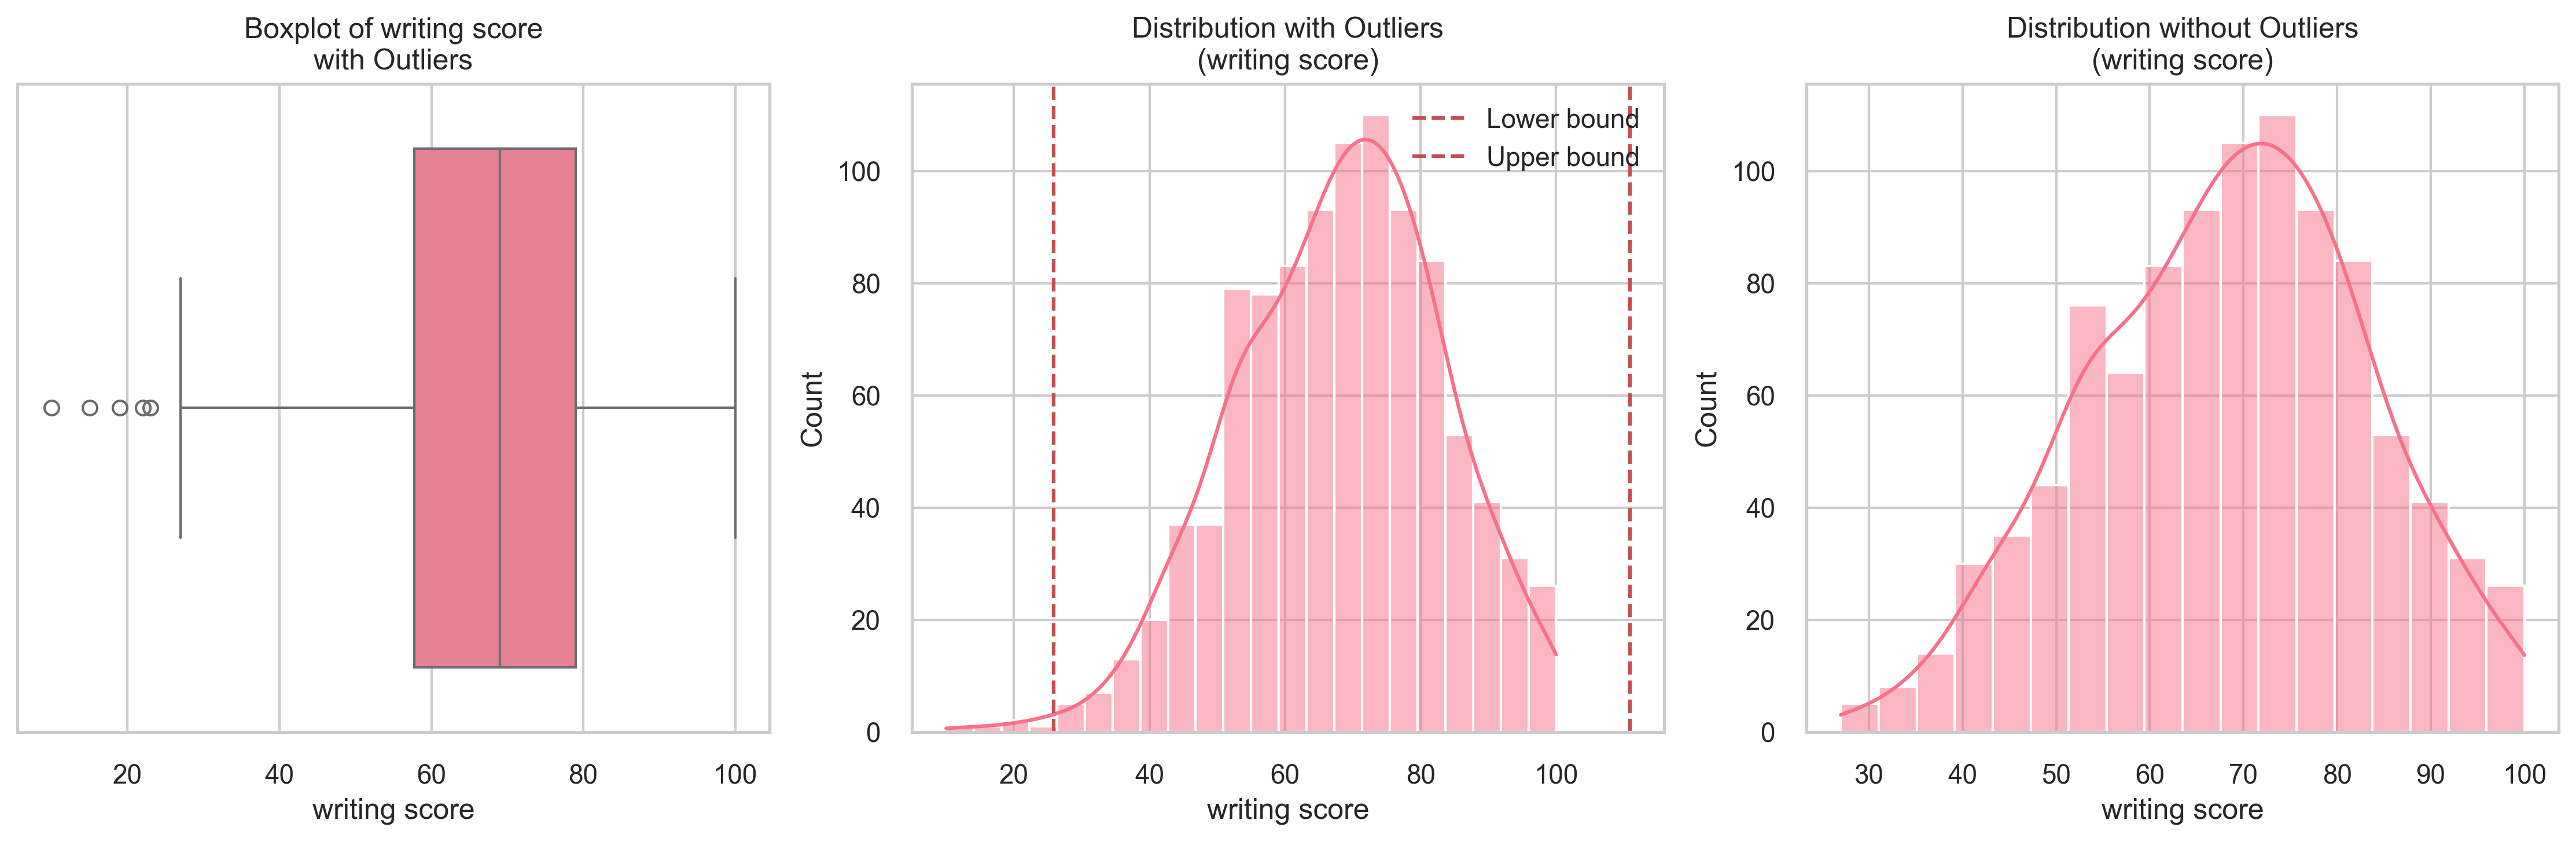 Boxplot of writing score
with Outliers
20 40 60 80 100
writing score
Distribution with Outliers
(writing score)
Lower bound
Upper bound
Count
100
80
60
40
20
0
20 40 60 80 100
writing score
Distribution without Outliers
(writing score)
Count
100
80
60
40
20
0
30 40 50 60 70 80 90 100
writing score